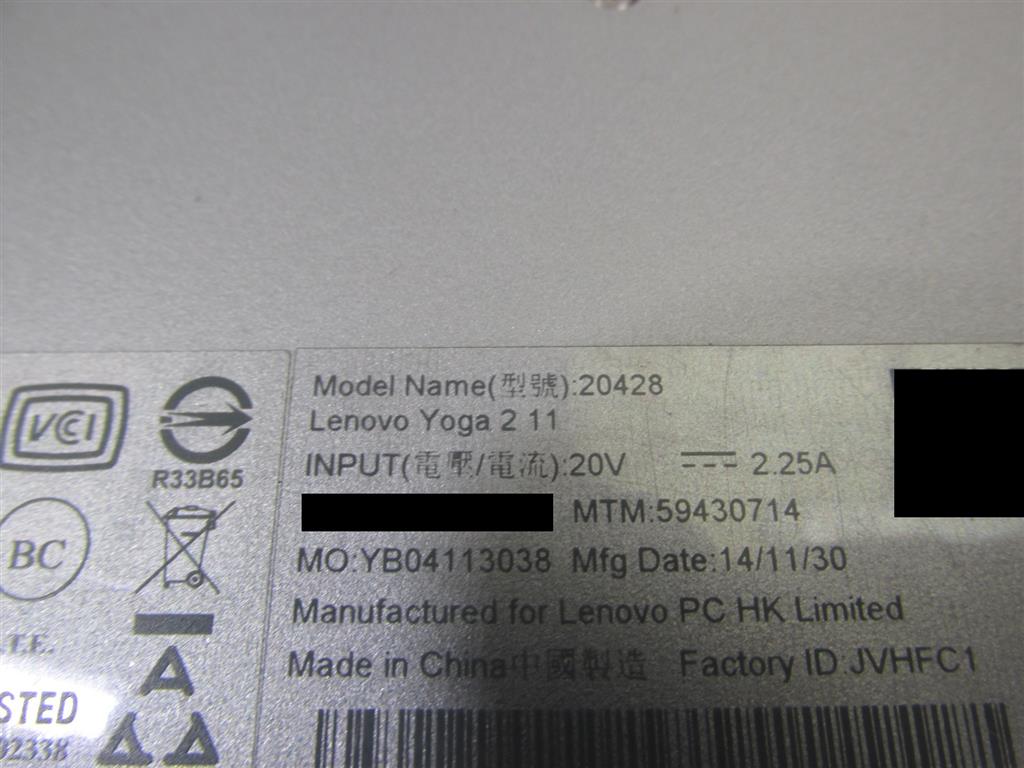 Model Name(型號):20428
Lenovo Yoga 2 11
INPUT(電壓/電流):20V 2.25A
MTM:59430714
MO:YB04113038 Mfg Date:14/11/30
Manufactured for Lenovo PC HK Limited
Made in China中國製造 Factory ID:JVHFC1
VCCI
R33B65
BC
.T.E.
STED
02338